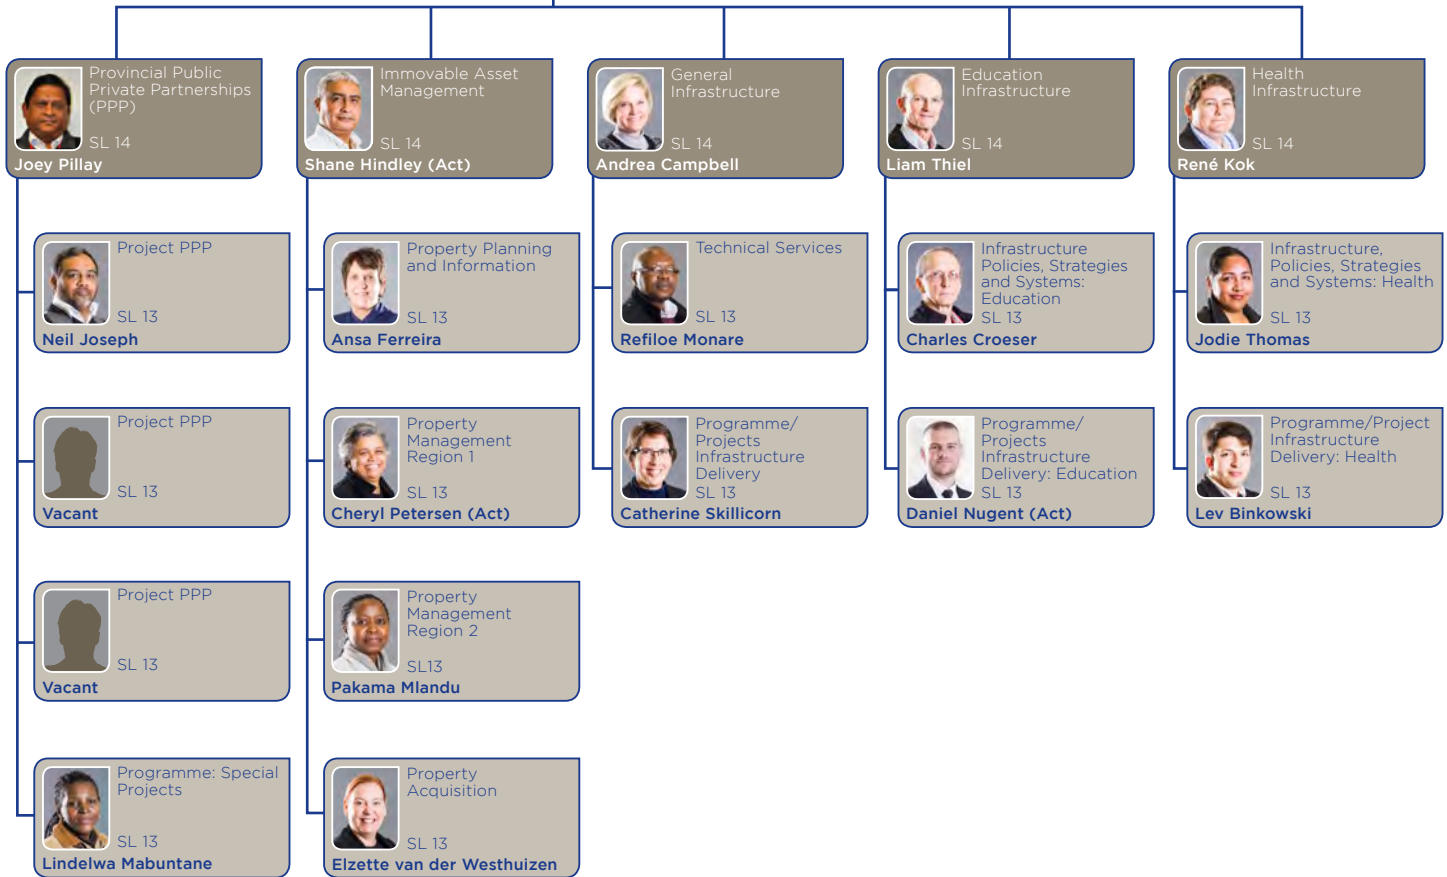 Provincial Public
Private Partnerships
(PPP)
SL 14
Joey Pillay
Immovable Asset
Management
SL 14
Shane Hindley (Act)
General
Infrastructure
SL 14
Andrea Campbell
Education
Infrastructure
SL 14
Liam Thiel
Health
Infrastructure
SL 14
René Kok
Project PPP
SL 13
Neil Joseph
Property Planning
and Information
SL 13
Ansa Ferreira
Technical Services
SL 13
Refiloe Monare
Infrastructure
Policies, Strategies
and Systems:
Education
SL 13
Charles Croeser
Infrastructure,
Policies, Strategies
and Systems: Health
SL 13
Jodie Thomas
Project PPP
SL 13
Vacant
Property
Management
Region 1
SL 13
Cheryl Petersen (Act)
Programme/
Projects
Infrastructure
Delivery
SL 13
Catherine Skillicorn
Programme/
Projects
Infrastructure
Delivery: Education
SL 13
Daniel Nugent (Act)
Programme/Project
Infrastructure
Delivery: Health
SL 13
Lev Binkowski
Project PPP
SL 13
Vacant
Property
Management
Region 2
SL13
Pakama Mlandu
Programme: Special
Projects
SL 13
Lindelwa Mabuntane
Property
Acquisition
SL 13
Elzette van der Westhuizen